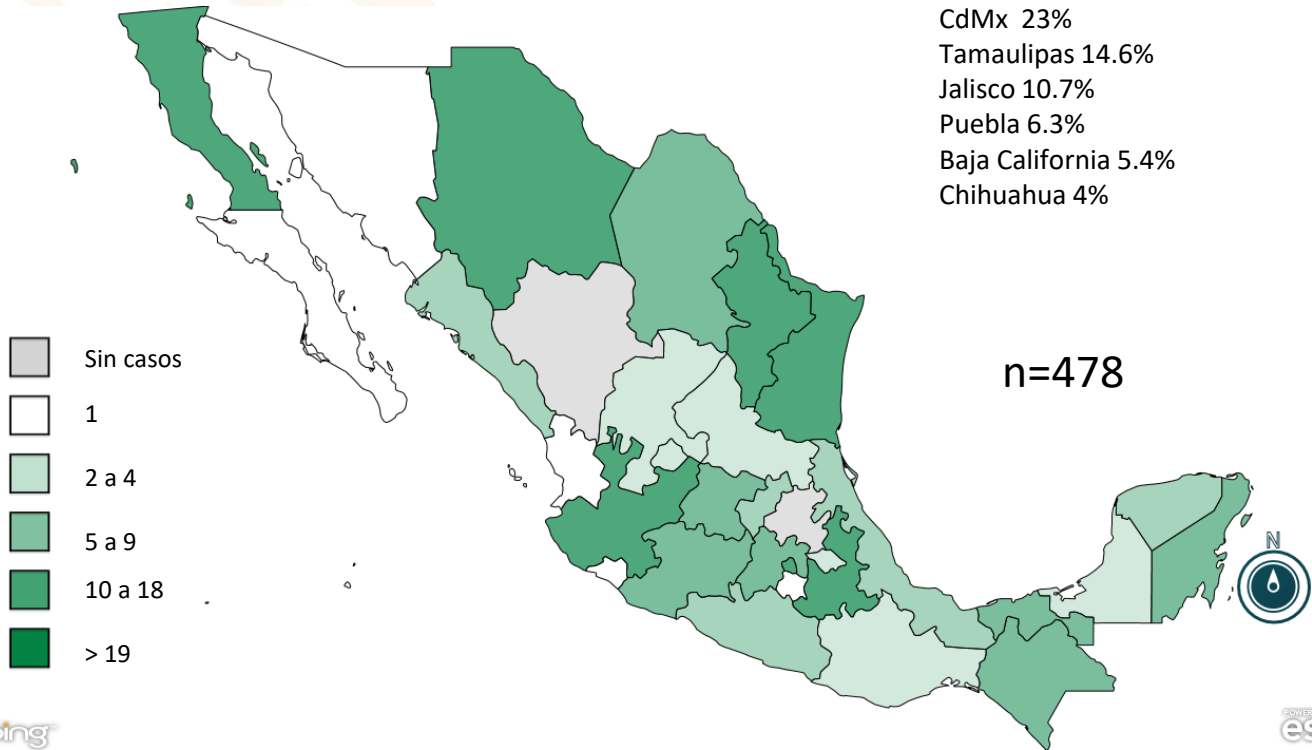 CdMx 23%
Tamaulipas 14.6%
Jalisco 10.7%
Puebla 6.3%
Baja California 5.4%
Chihuahua 4%
Sin casos
1
2 a 4
5 a 9
10 a 18
> 19
n=478
N